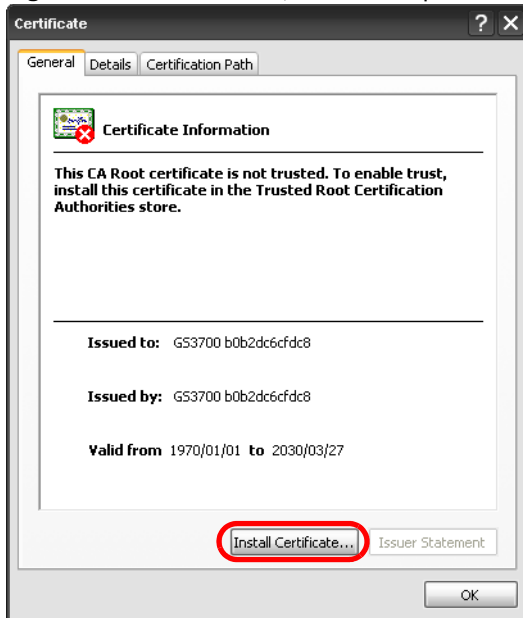 Certificate
General Details Certification Path
Certificate Information
This CA Root certificate is not trusted. To enable trust,
install this certificate in the Trusted Root Certification
Authorities store.
Issued to: GS3700 b0b2dc6cfdc8
Issued by: GS3700 b0b2dc6cfdc8
Valid from 1970/01/01 to 2030/03/27
Install Certificate... Issuer Statement
OK